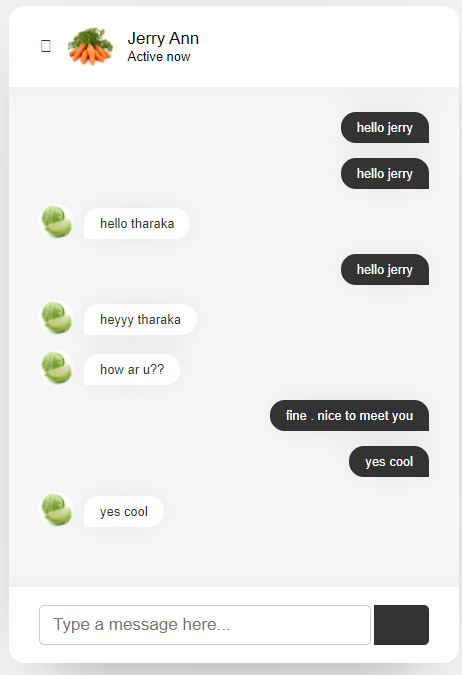 Jerry Ann
Active now
hello jerry
hello jerry
hello tharaka
hello jerry
heyyy tharaka
how ar u??
fine . nice to meet you
yes cool
yes cool
Type a message here...